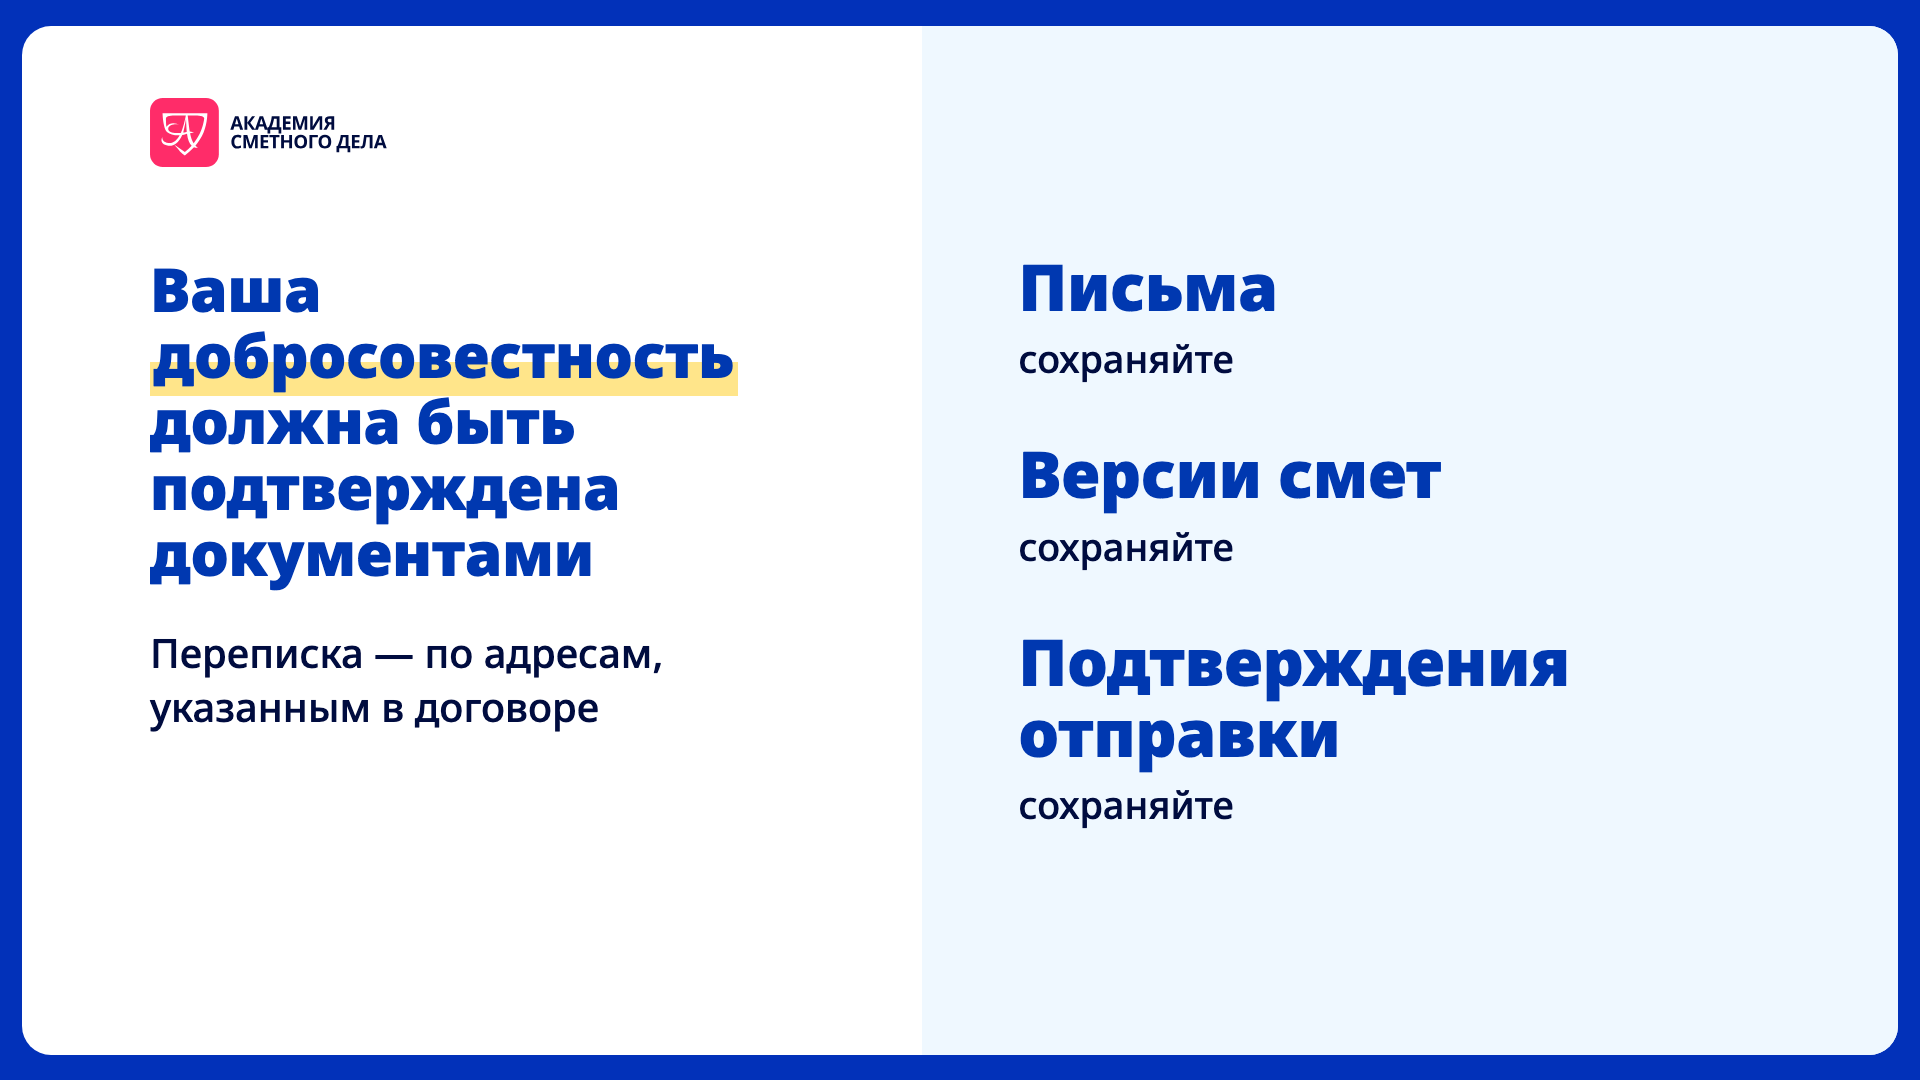 АКАДЕМИЯ
СМЕТНОГО ДЕЛА
Ваша
добросовестность
должна быть
подтверждена
документами
Переписка — по адресам,
указанным в договоре
Письма
сохраняйте
Версии смет
сохраняйте
Подтверждения
отправки
сохраняйте